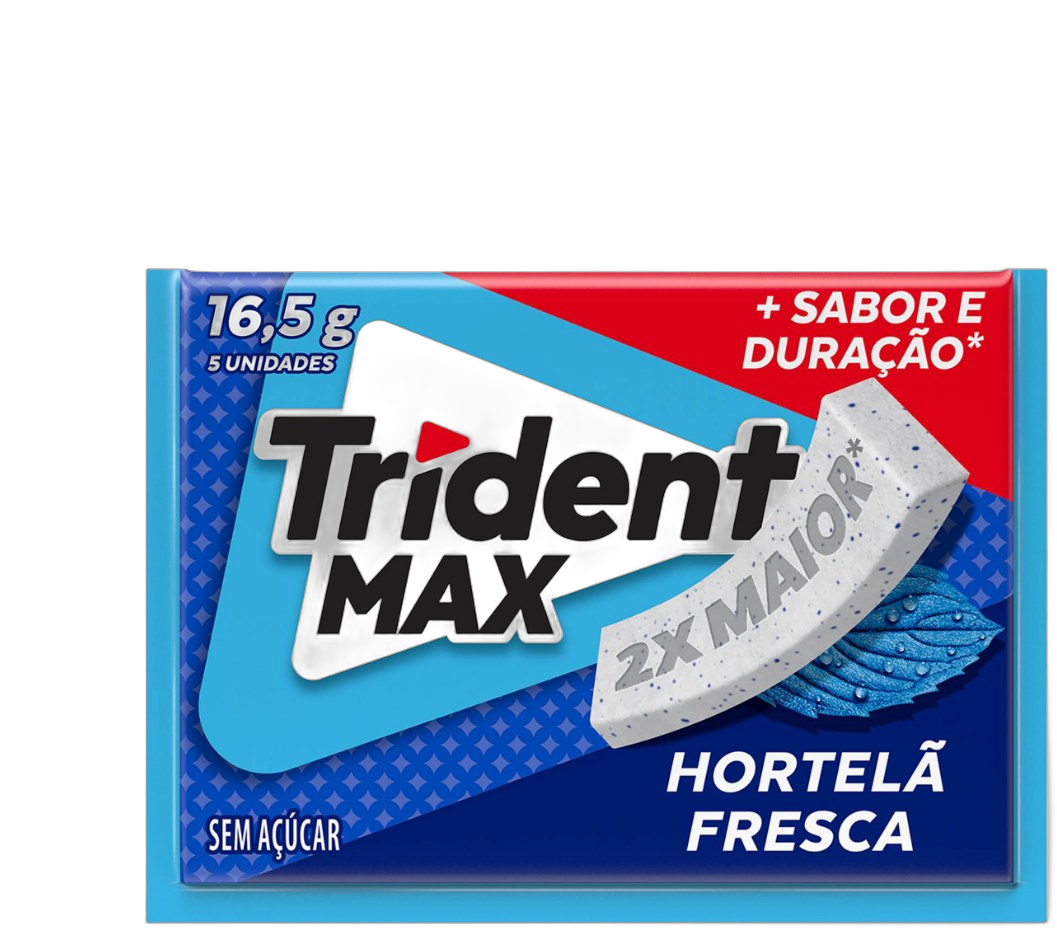 16,5 g
5 UNIDADES
+ SABOR E
DURAÇÃO*
Trident
MAX
2X MAIOR*
HORTELÃ
FRESCA
SEM AÇÚCAR